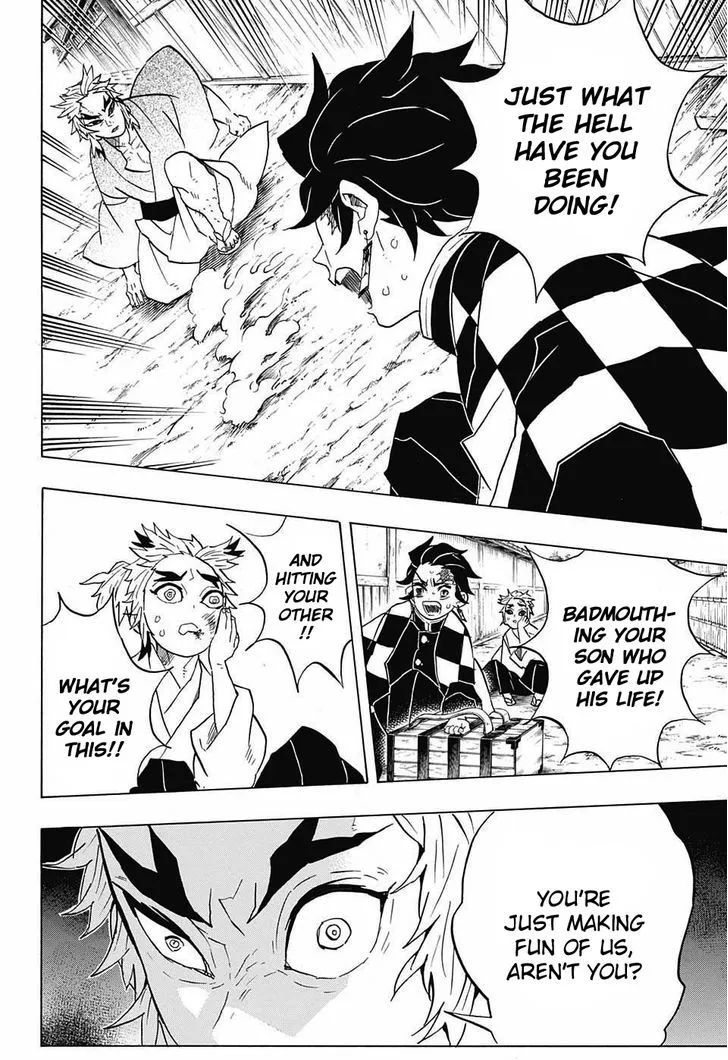 JUST WHAT
THE HELL
HAVE YOU
BEEN
DOING!
BADMOUTH-
ING YOUR
SON WHO
GAVE UP
HIS LIFE!
AND
HITTING
YOUR
OTHER
!!
WHAT'S
YOUR
GOAL IN
THIS!!
YOU'RE
JUST MAKING
FUN OF US,
AREN'T YOU?